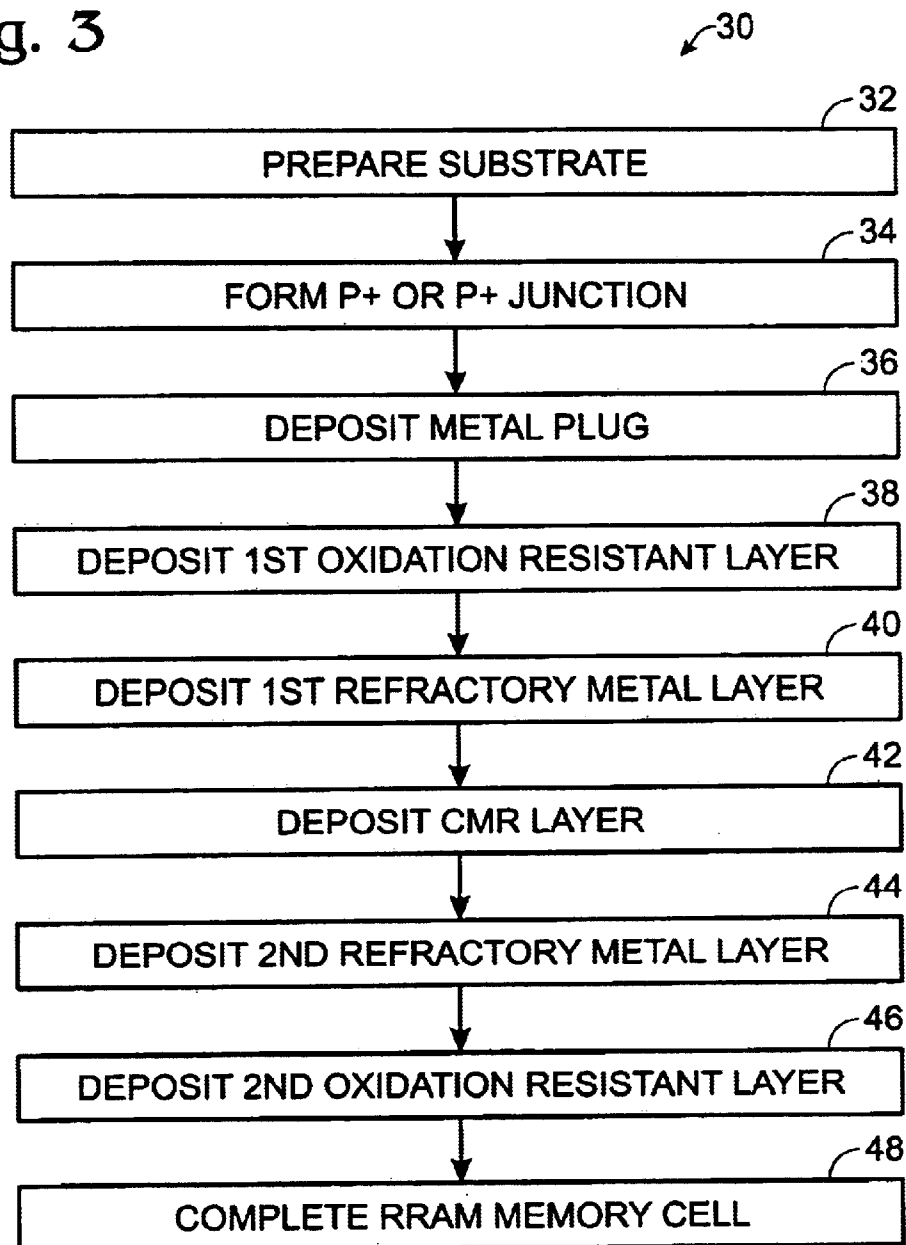 g. 3
30
32
PREPARE SUBSTRATE
34
FORM P+ OR P+ JUNCTION
36
DEPOSIT METAL PLUG
38
DEPOSIT 1ST OXIDATION RESISTANT LAYER
40
DEPOSIT 1ST REFRACTORY METAL LAYER
42
DEPOSIT CMR LAYER
44
DEPOSIT 2ND REFRACTORY METAL LAYER
46
DEPOSIT 2ND OXIDATION RESISTANT LAYER
48
COMPLETE RRAM MEMORY CELL